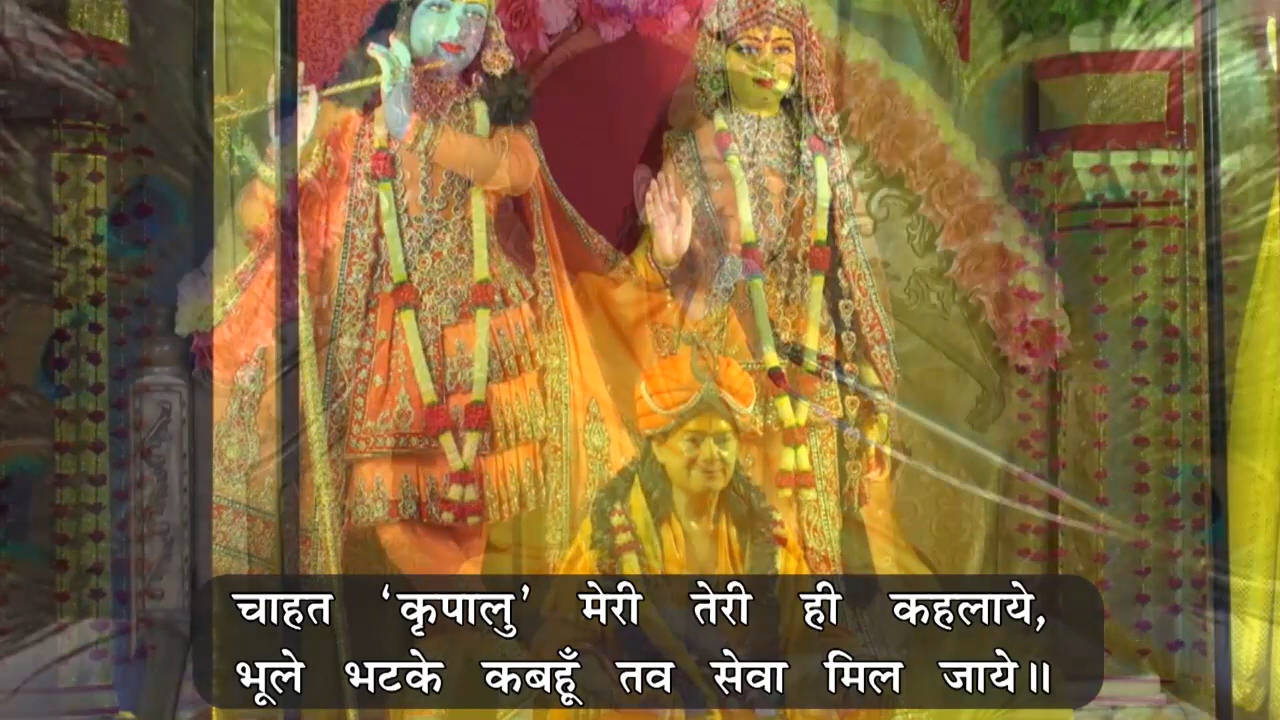 चाहत ‘कृपालु’ मेरी तेरी ही कहलाये,
भूले भटके कबहूँ तव सेवा मिल जाये॥